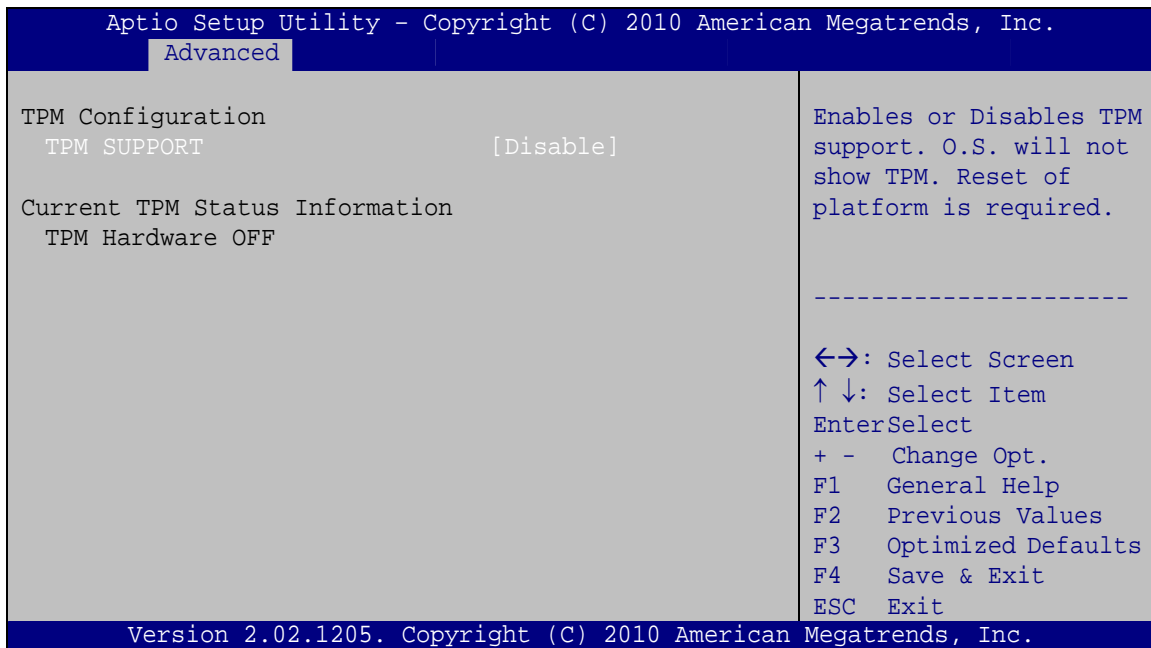 Aptio Setup Utility – Copyright (C) 2010 American Megatrends, Inc.
Advanced
TPM Configuration
TPM SUPPORT [Disable]
Current TPM Status Information
TPM Hardware OFF
Enables or Disables TPM
support. O.S. will not
show TPM. Reset of
platform is required.
----------------------
←→: Select Screen
↑ ↓: Select Item
EnterSelect
+ - Change Opt.
F1 General Help
F2 Previous Values
F3 Optimized Defaults
F4 Save & Exit
ESC Exit
Version 2.02.1205. Copyright (C) 2010 American Megatrends, Inc.